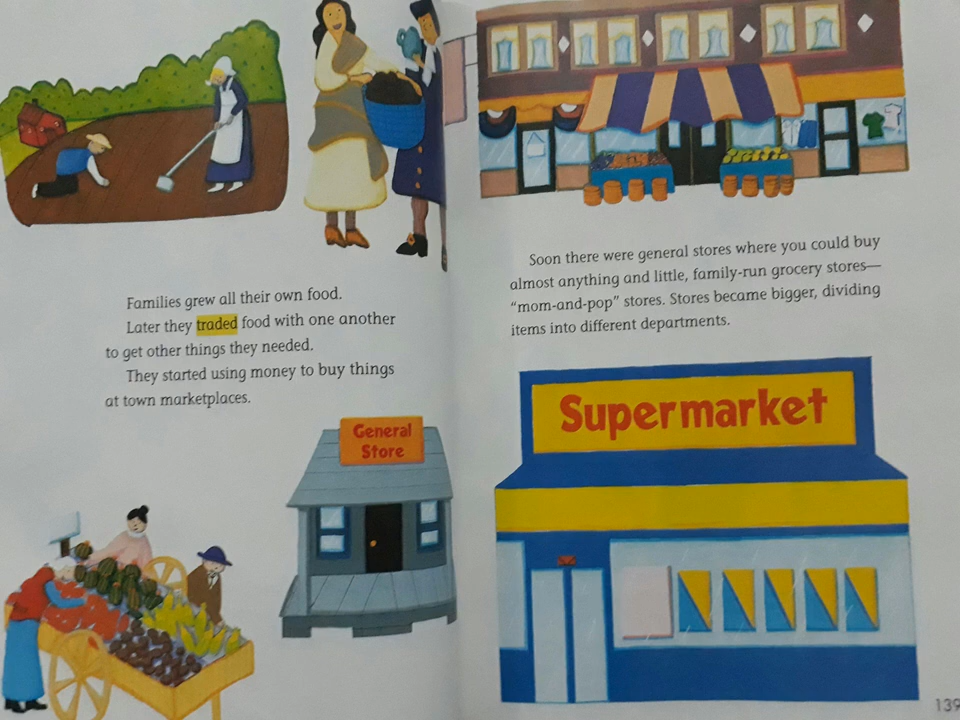 Families grew all their own food.
Later they traded food with one another
to get other things they needed.
They started using money to buy things
at town marketplaces.
General
Store
Soon there were general stores where you could buy
almost anything and little, family-run grocery stores—
“mom-and-pop” stores. Stores became bigger, dividing
items into different departments.
Supermarket
139